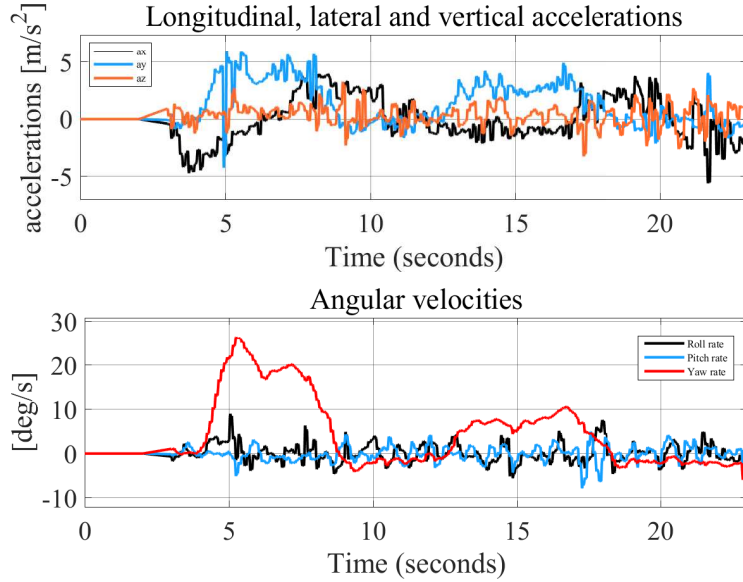 Longitudinal, lateral and vertical accelerations
accelerations [m/s²]
5
0
-5
ax
ay
az
0 5 10 15 20
Time (seconds)
Angular velocities
[deg/s]
30
20
10
0
-10
Roll rate
Pitch rate
Yaw rate
0 5 10 15 20
Time (seconds)